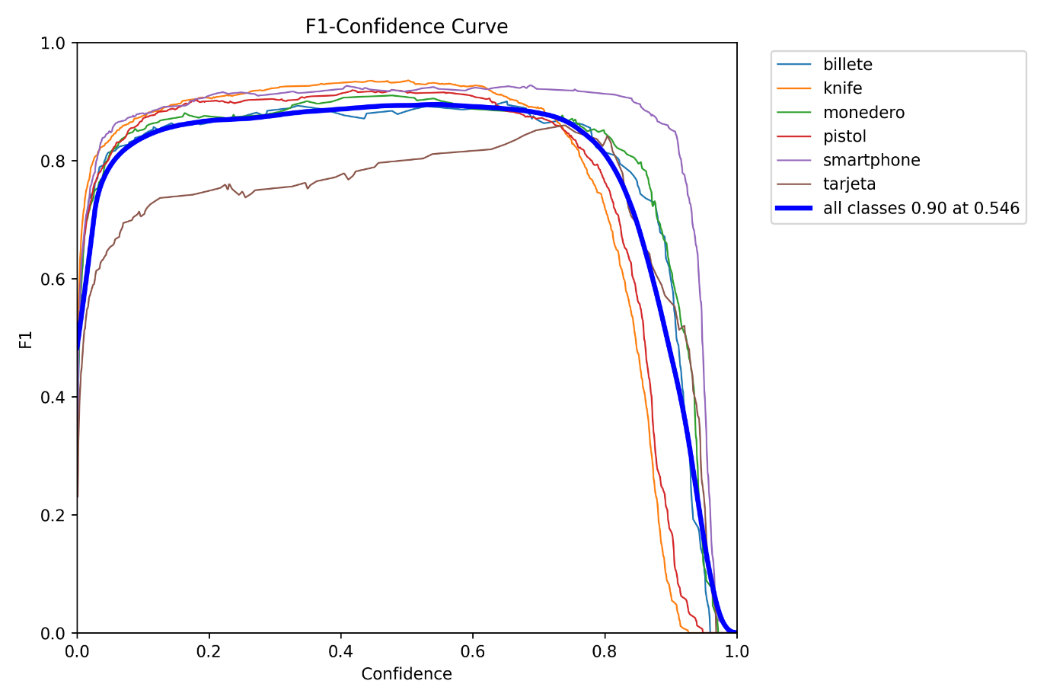 F1-Confidence Curve
1.0
0.8
0.6
0.4
0.2
0.0
F1
0.0 0.2 0.4 0.6 0.8 1.0
Confidence
billete
knife
monedero
pistol
smartphone
tarjeta
all classes 0.90 at 0.546